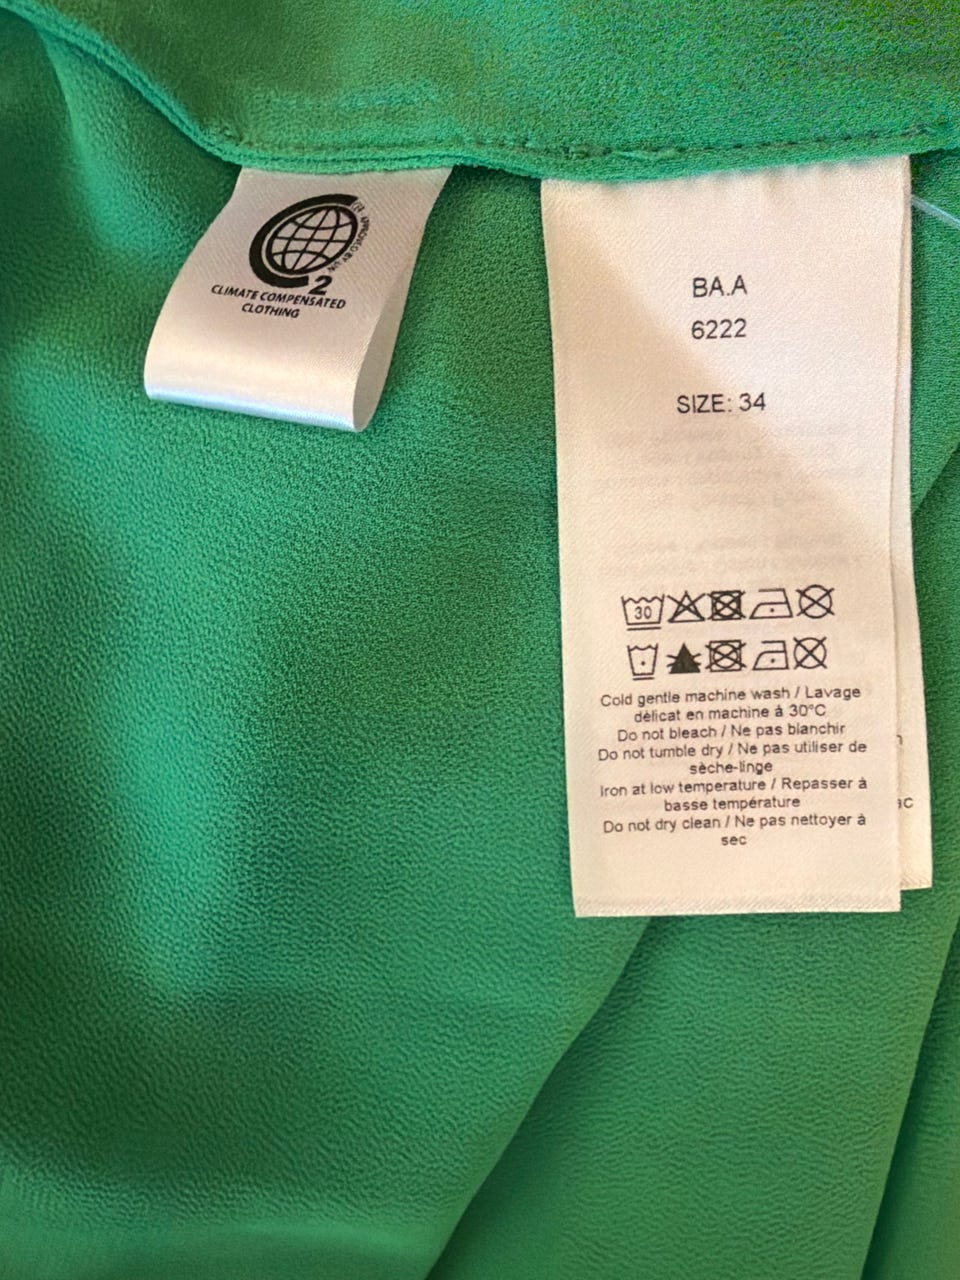 2
CLIMATE COMPENSATED
CLOTHING
BA.A
6222
SIZE: 34
30
Cold gentle machine wash / Lavage
délicat en machine à 30°C
Do not bleach / Ne pas blanchir
Do not tumble dry / Ne pas utiliser de
sèche-linge
Iron at low temperature / Repasser à
basse température
Do not dry clean / Ne pas nettoyer à
sec